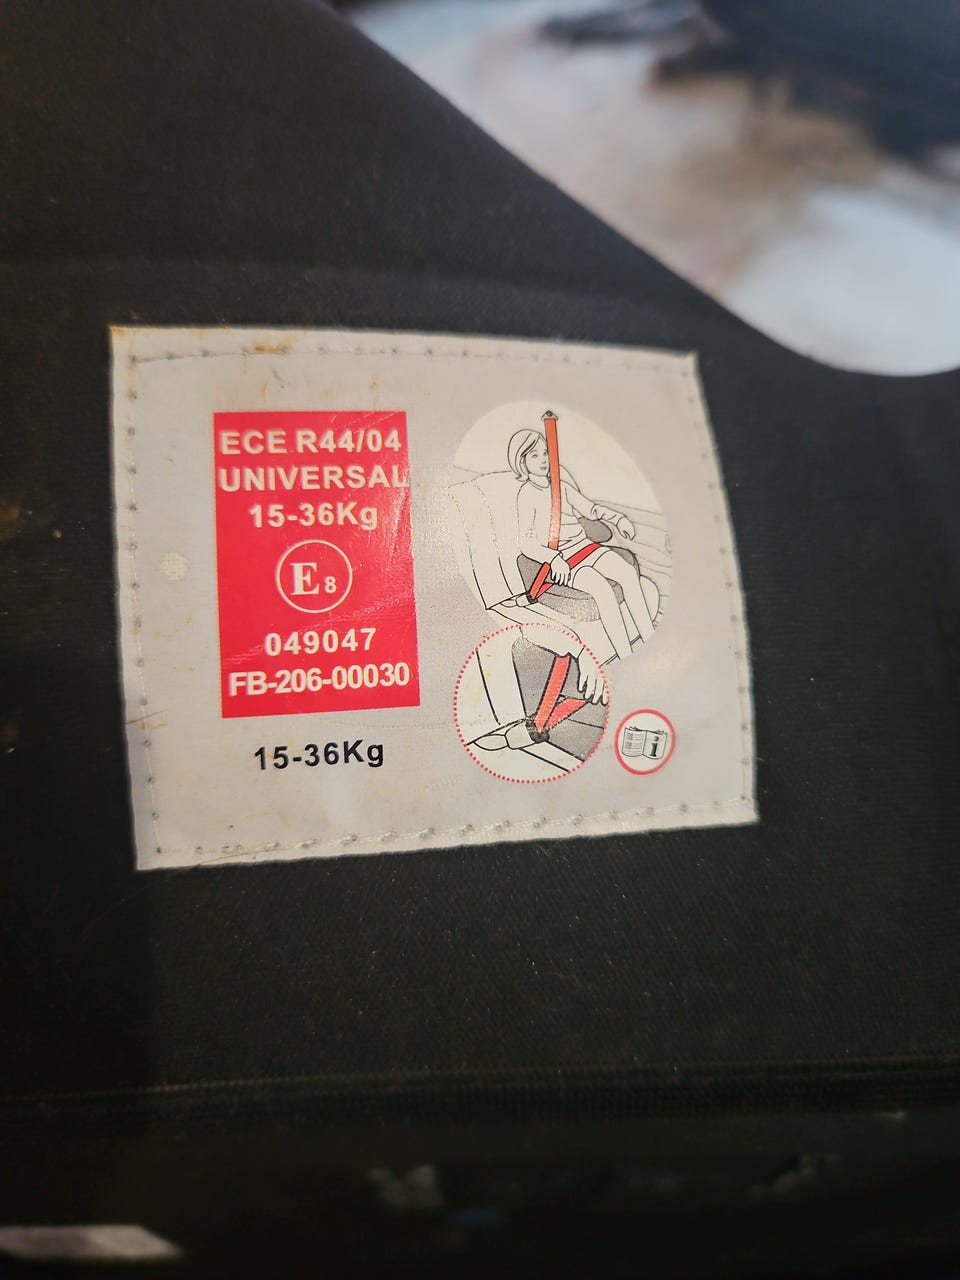 ECE R44/04
UNIVERSAL
15-36Kg
E8
049047
FB-206-00030
15-36Kg
i